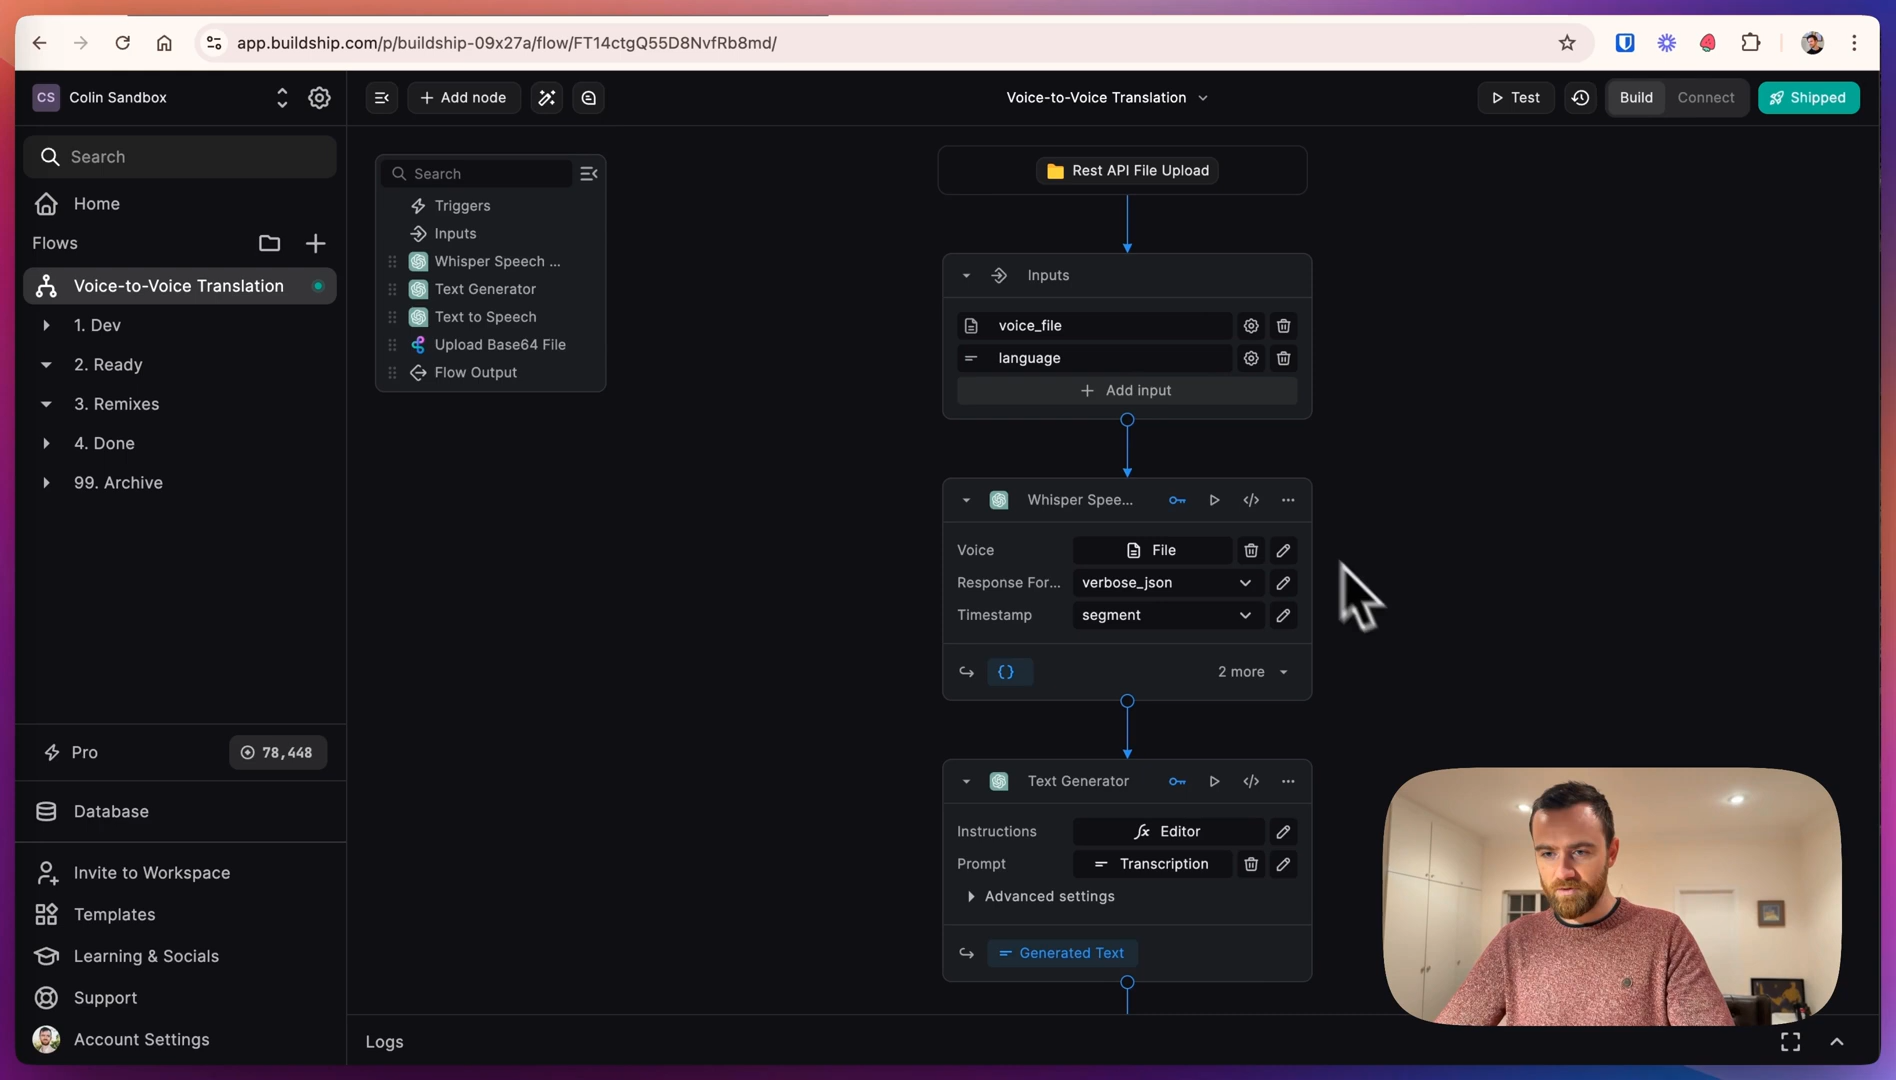 app.buildship.com/p/buildship-09x27a/flow/FT14ctgQ55D8NvfRb8md/
CS Colin Sandbox
Add node
Voice-to-Voice Translation
Test
Build Connect
Shipped
Search
Home
Flows
Voice-to-Voice Translation
1. Dev
2. Ready
3. Remixes
4. Done
99. Archive
Pro 78,448
Database
Invite to Workspace
Templates
Learning & Socials
Support
Account Settings
Search
Triggers
Inputs
Whisper Speech ...
Text Generator
Text to Speech
Upload Base64 File
Flow Output
Rest API File Upload
Inputs
voice_file
language
Add input
Whisper Spee...
Voice File
Response For... verbose_json
Timestamp segment
{} 2 more
Text Generator
Instructions fx Editor
Prompt Transcription
Advanced settings
Generated Text
Logs